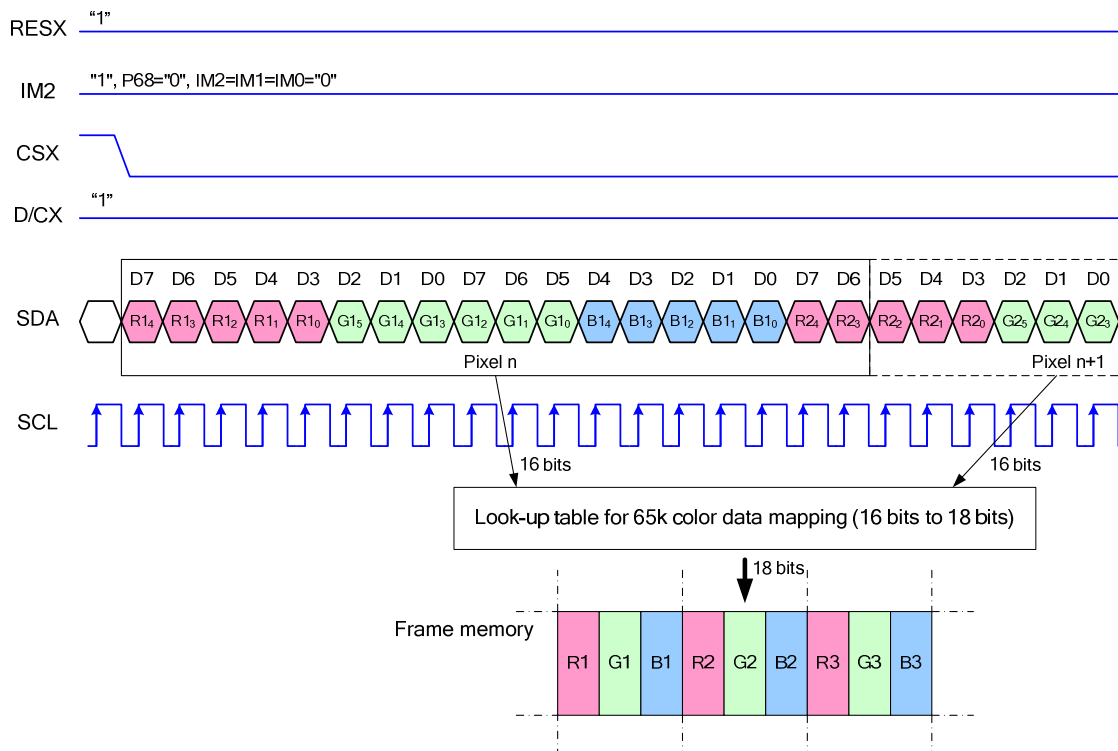 RESX “1”
IM2 "1", P68="0", IM2=IM1=IM0="0"
CSX
D/CX “1”
D7 D6 D5 D4 D3 D2 D1 D0 D7 D6 D5 D4 D3 D2 D1 D0 D7 D6 D5 D4 D3 D2 D1 D0
SDA R14 R13 R12 R11 R10 G15 G14 G13 G12 G11 G10 B14 B13 B12 B11 B10 R24 R23 R22 R21 R20 G25 G24 G23
Pixel n Pixel n+1
SCL
16 bits 16 bits
Look-up table for 65k color data mapping (16 bits to 18 bits)
18 bits
Frame memory
R1 G1 B1 R2 G2 B2 R3 G3 B3